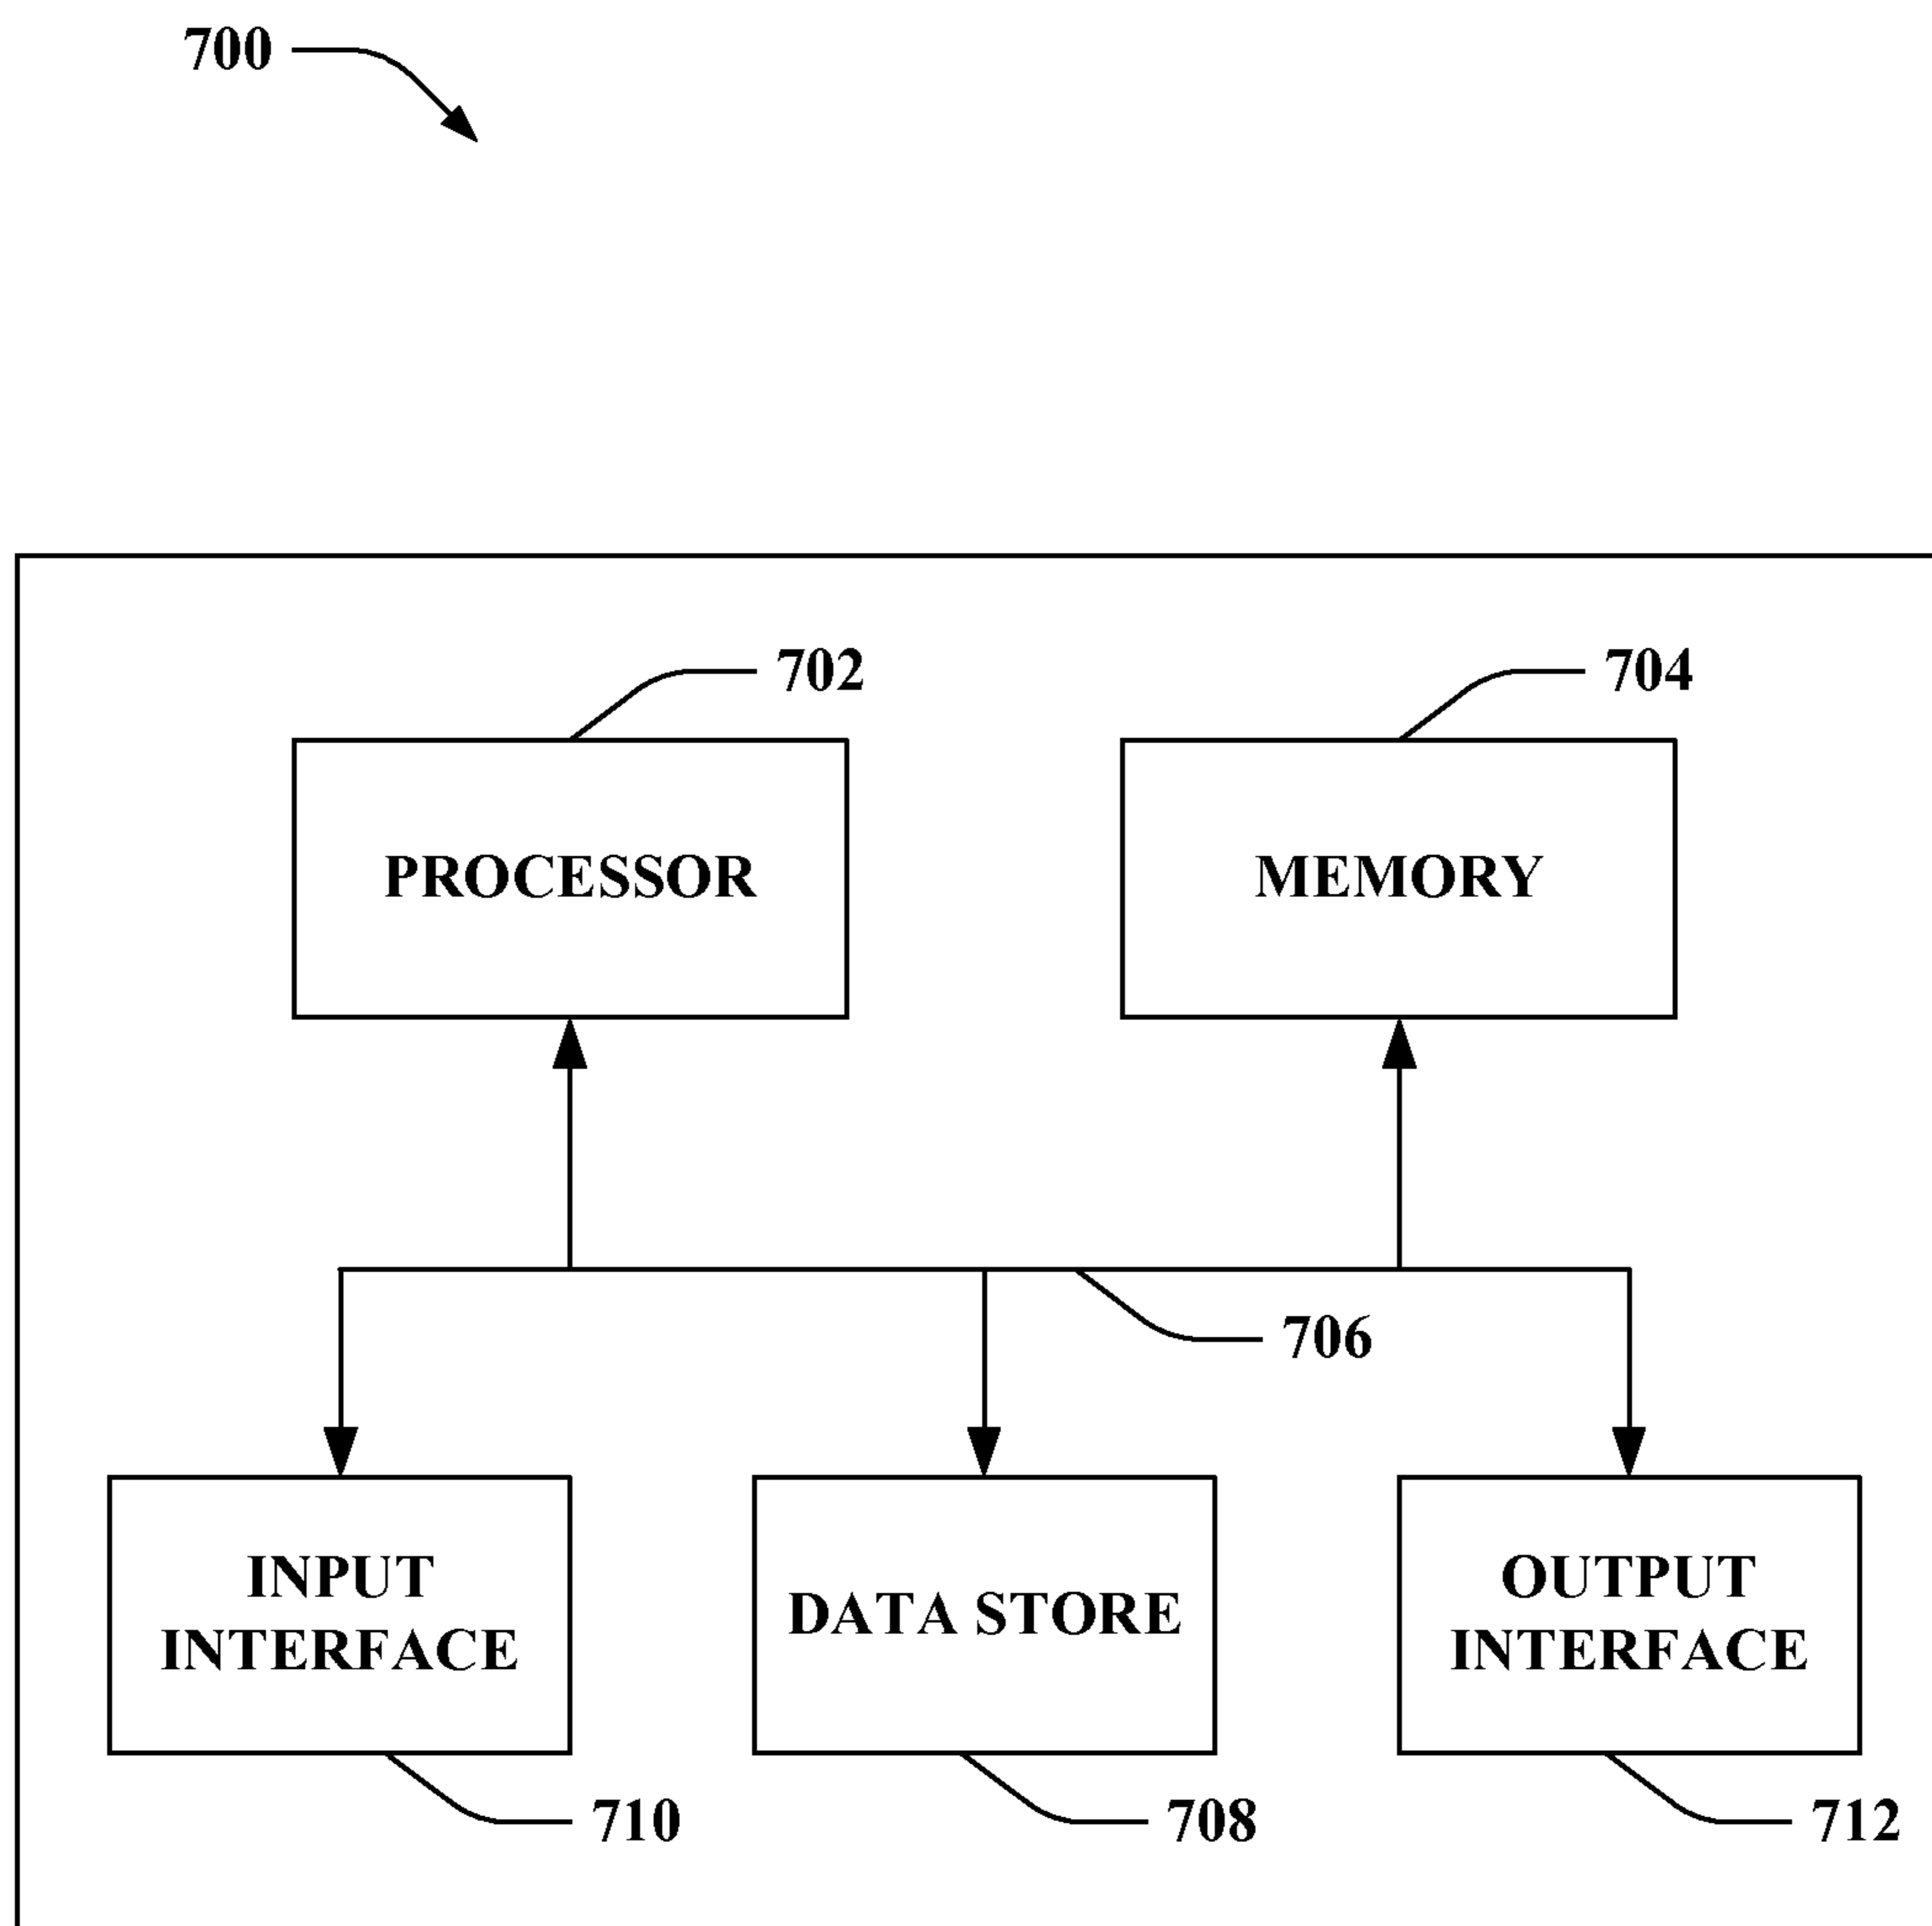 700
702
704
PROCESSOR
MEMORY
706
INPUT
INTERFACE
DATA STORE
OUTPUT
INTERFACE
710
708
712